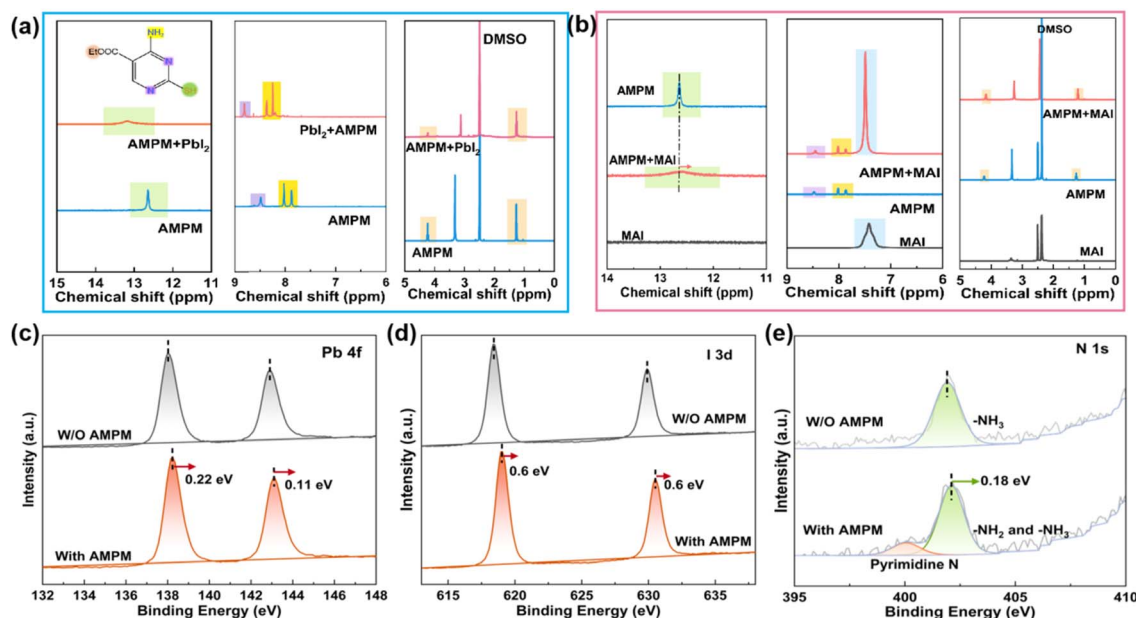 (a)
NH₂
EtOOC
N
N
SH
AMPM+PbI₂
AMPM
14 13 12 11
Chemical shift (ppm)
PbI₂+AMPM
AMPM
9 8 7 6
Chemical shift (ppm)
DMSO
AMPM+PbI₂
AMPM
5 4 3 2 1 0
Chemical shift (ppm)
(b)
AMPM
AMPM+MAI
MAI
14 13 12 11
Chemical shift (ppm)
AMPM+MAI
AMPM
MAI
9 8 7 6
Chemical shift (ppm)
DMSO
AMPM+MAI
AMPM
MAI
5 4 3 2 1 0
Chemical shift (ppm)
(c)
Pb 4f
W/O AMPM
0.22 eV
0.11 eV
With AMPM
Intensity (a.u.)
132 134 136 138 140 142 144 146 148
Binding Energy (eV)
(d)
I 3d
W/O AMPM
0.6 eV
0.6 eV
With AMPM
Intensity (a.u.)
615 620 625 630 635
Binding Energy (eV)
(e)
N 1s
W/O AMPM
-NH₃
0.18 eV
With AMPM
-NH₂ and -NH₃
Pyrimidine N
Intensity (a.u.)
395 400 405 410
Binding Energy (eV)